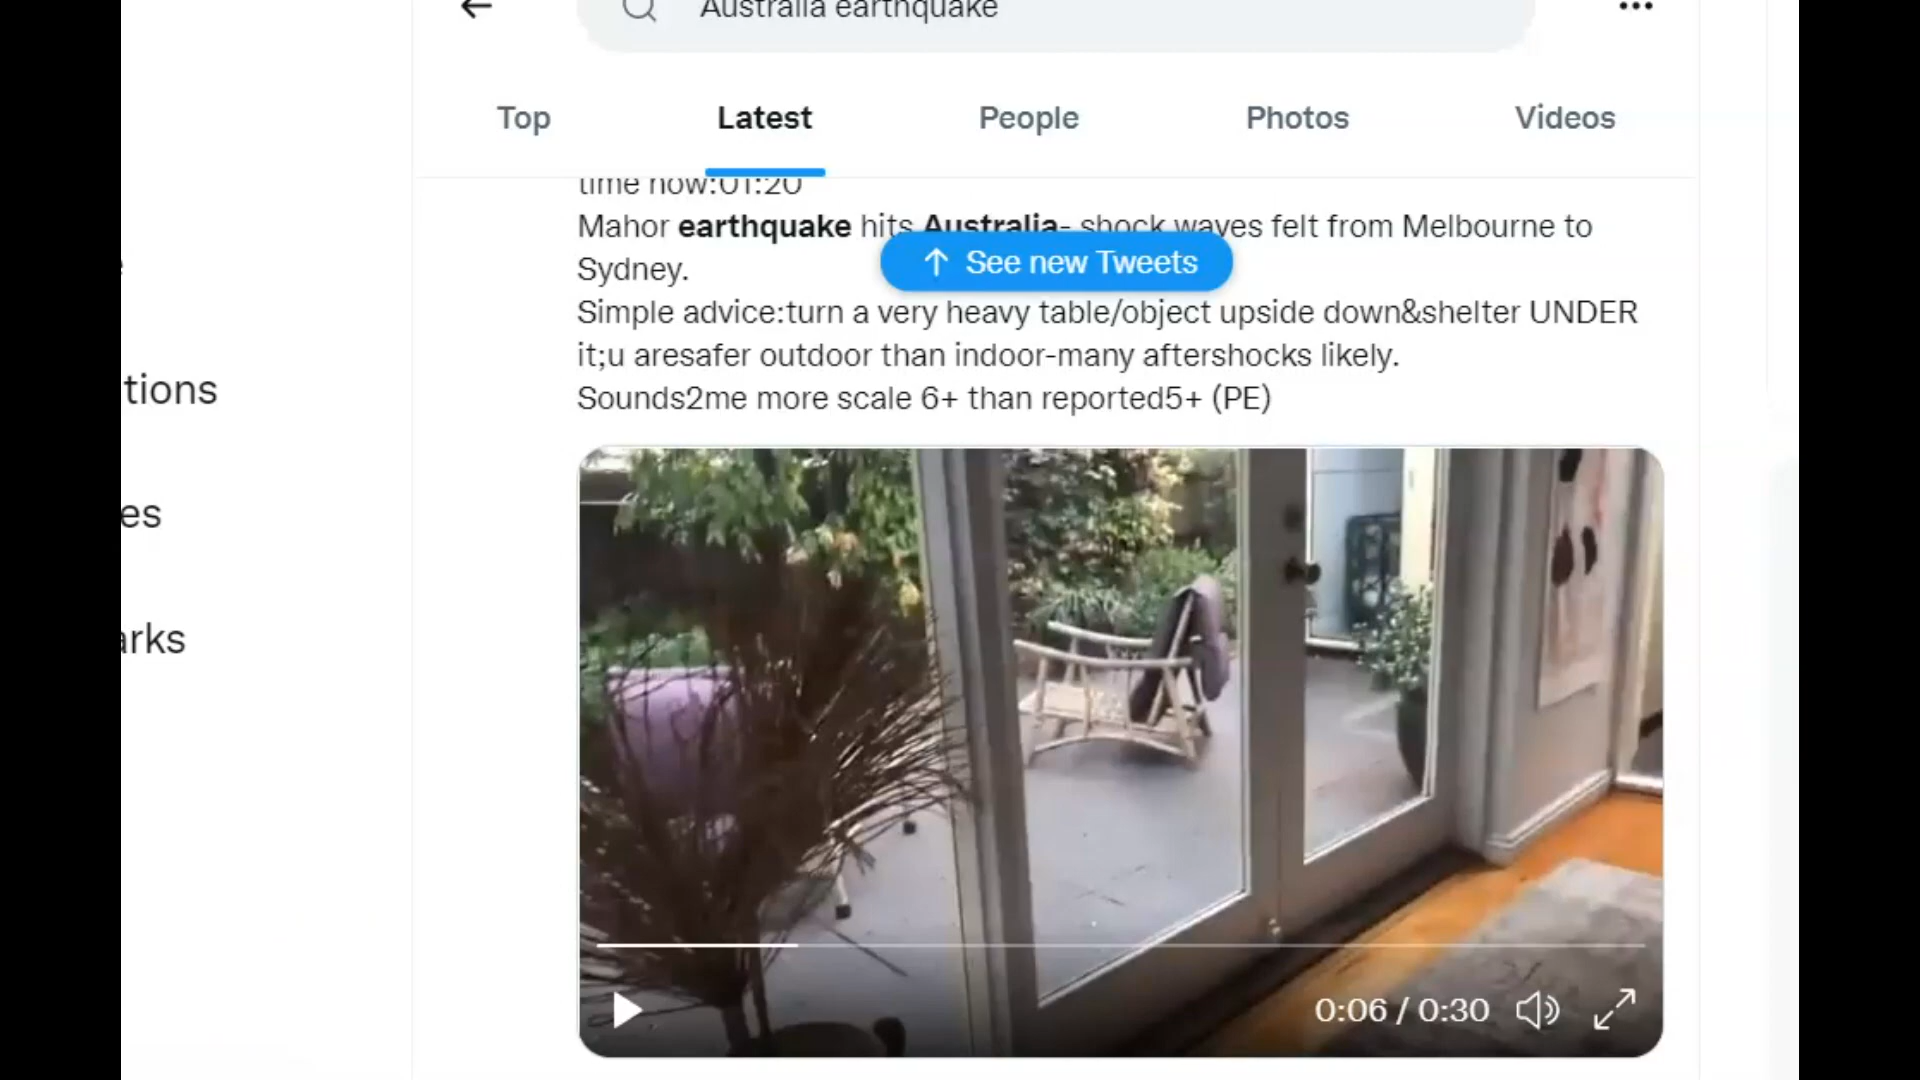 Australia earthquake
Top
Latest
People
Photos
Videos
time now:01:20
Mahor earthquake hits Australia- shock waves felt from Melbourne to
Sydney.
See new Tweets
Simple advice:turn a very heavy table/object upside down&shelter UNDER
it;u aresafer outdoor than indoor-many aftershocks likely.
Sounds2me more scale 6+ than reported5+ (PE)
tions
es
arks
0:06 / 0:30